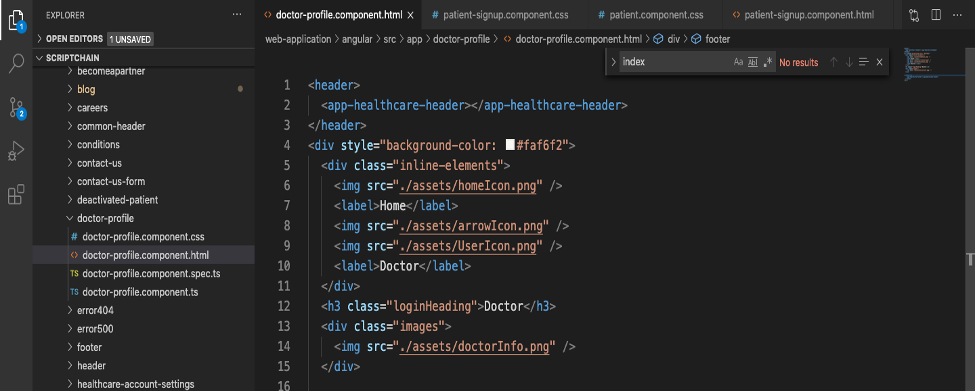 EXPLORER
...
OPEN EDITORS 1 UNSAVED
SCRIPTCHAIN
becomeapartner
blog
careers
common-header
conditions
contact-us
contact-us-form
deactivated-patient
doctor-profile
# doctor-profile.component.css
<> doctor-profile.component.html
TS doctor-profile.component.spec.ts
TS doctor-profile.component.ts
error404
error500
footer
header
healthcare-account-settings
1
2
2
<> doctor-profile.component.html ×
# patient-signup.component.css
# patient.component.css
<> patient-signup.component.html
...
web-application > angular > src > app > doctor-profile > <> doctor-profile.component.html > div > footer
> index Aa Ab| .* No results ↑ ↓ ×
1 <header>
2 <app-healthcare-header></app-healthcare-header>
3 </header>
4 <div style="background-color: #faf6f2">
5 <div class="inline-elements">
6 <img src="./assets/homeIcon.png" />
7 <label>Home</label>
8 <img src="./assets/arrowIcon.png" />
9 <img src="./assets/UserIcon.png" />
10 <label>Doctor</label>
11 </div>
12 <h3 class="loginHeading">Doctor</h3>
13 <div class="images">
14 <img src="./assets/doctorInfo.png" />
15 </div>
16